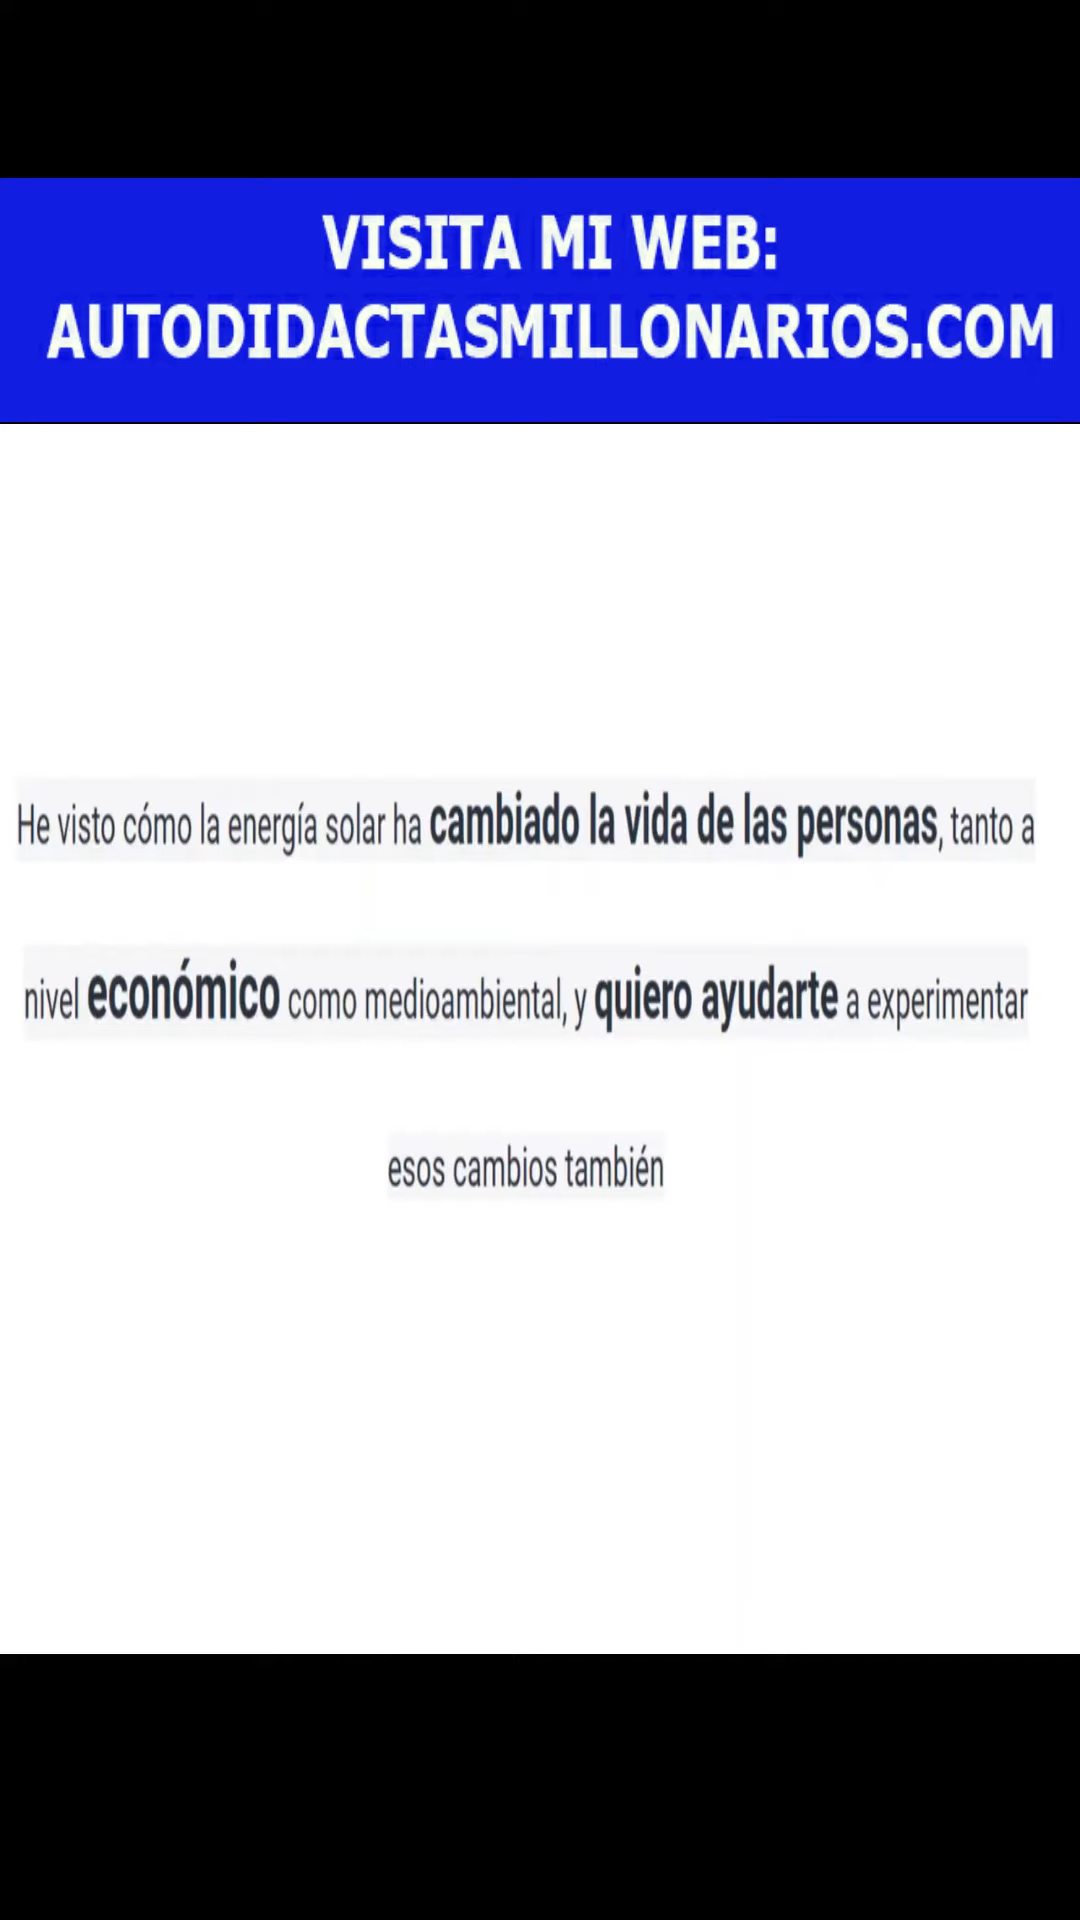 VISITA MI WEB:
AUTODIDACTASMILLONARIOS.COM
He visto cómo la energía solar ha cambiado la vida de las personas, tanto a
nivel económico como medioambiental, y quiero ayudarte a experimentar
esos cambios también